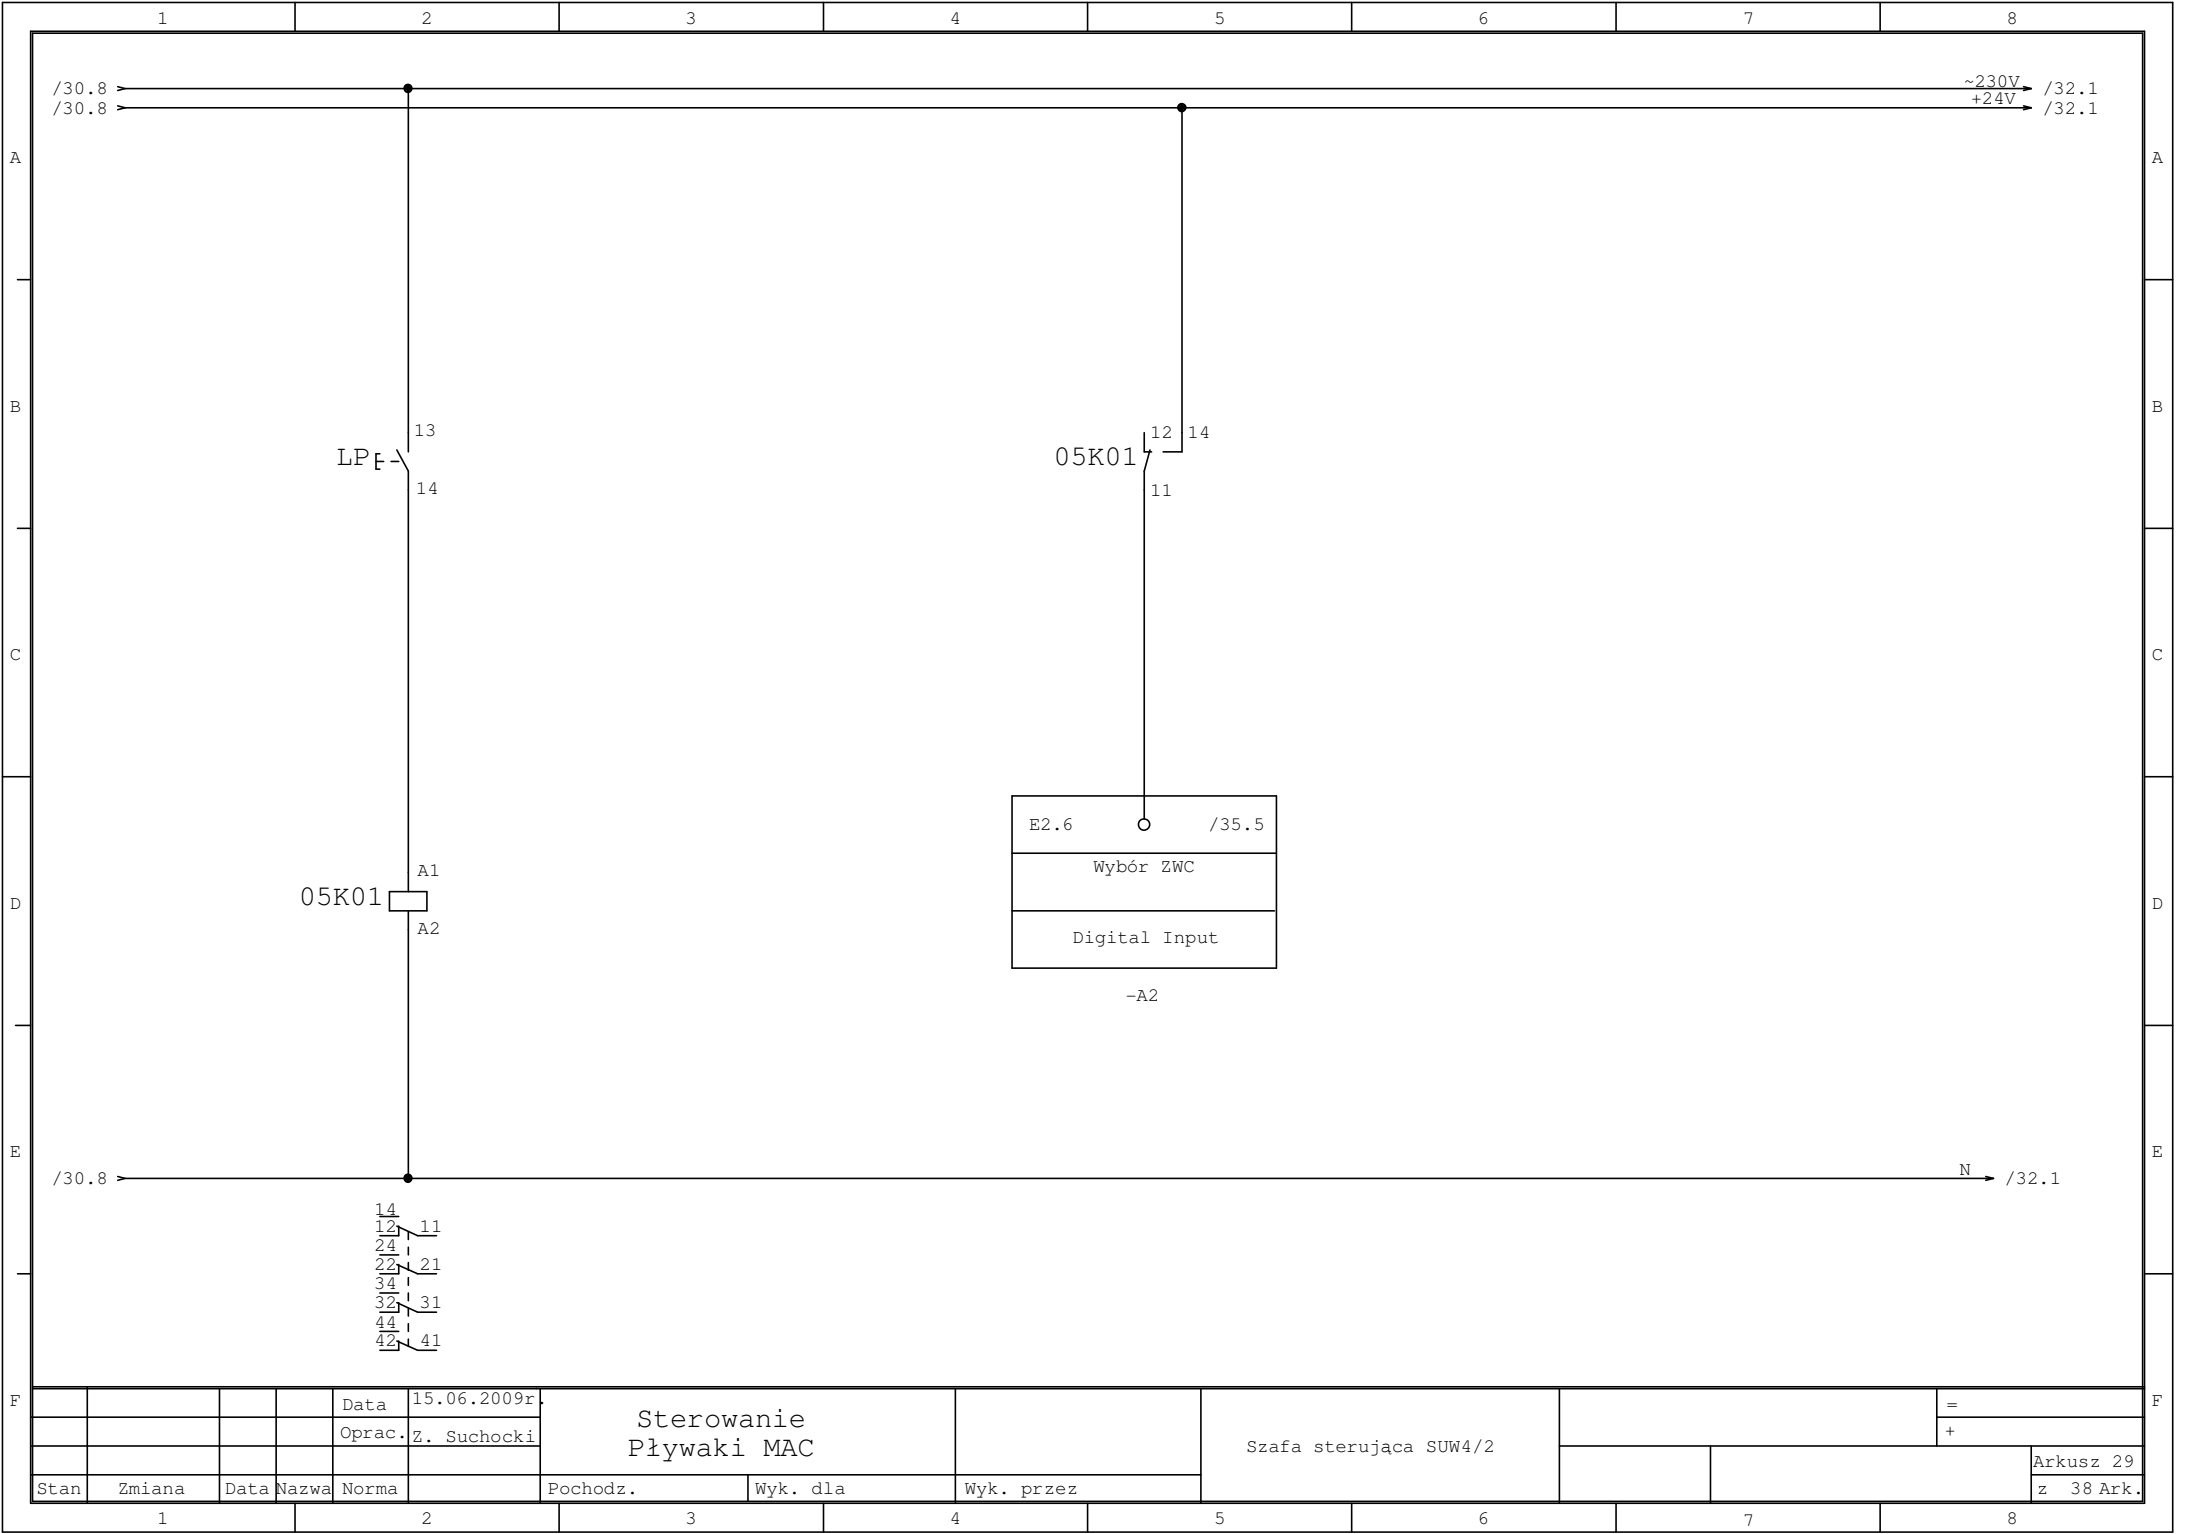 1 2 3 4 5 6 7 8
/30.8 ~230V /32.1
/30.8 +24V /32.1
A A
B B
13 12 14
LP 05K01
14 11
C C
E2.6 /35.5
Wybór ZWC
A1
05K01
D D
A2
Digital Input
-A2
E E
/30.8 N /32.1
14
12 11
24
22 21
34
32 31
44
42 41
F F
Data 15.06.2009r.
Oprac. Z. Suchocki
Sterowanie
Pływaki MAC
Szafa sterująca SUW4/2
=
+
Arkusz 29
Stan Zmiana Data Nazwa Norma Pochodz. Wyk. dla Wyk. przez z 38 Ark.
1 2 3 4 5 6 7 8